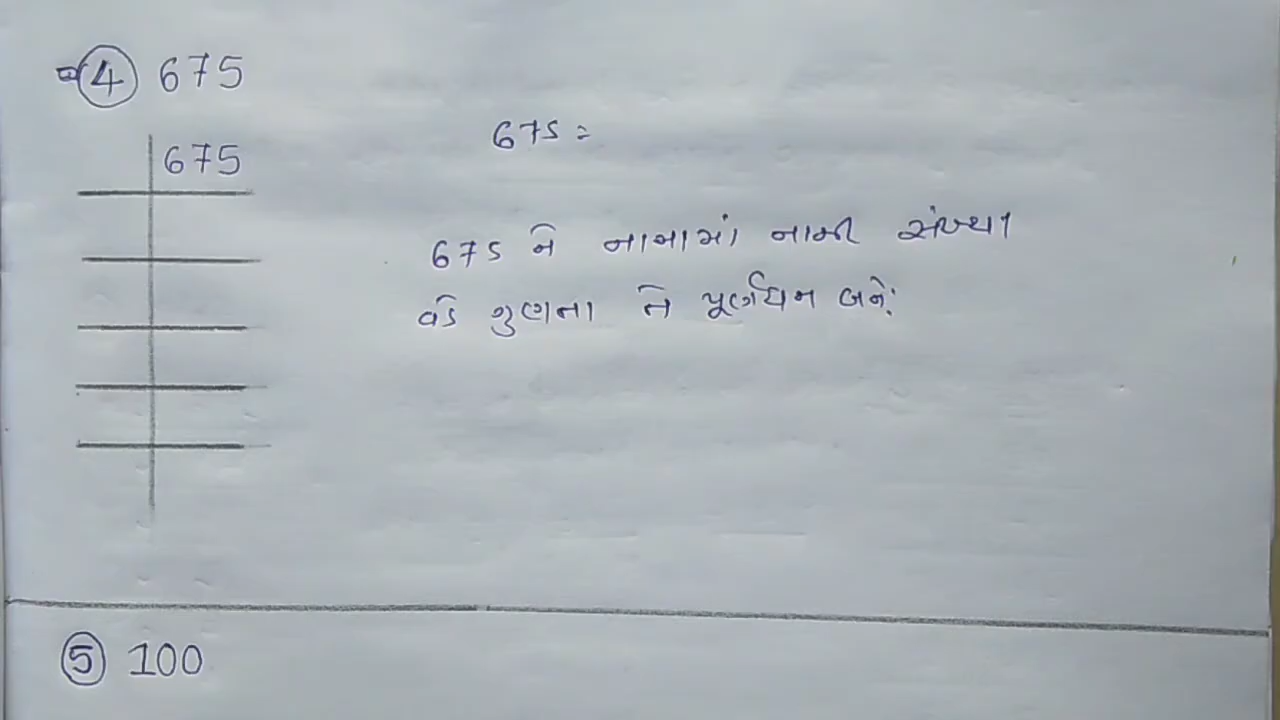 ④ 675
675
675 =
675 ને નાનામાં નાની સંખ્યા
વડે ગુણતા તે પૂર્ણઘન બને.
⑤ 100